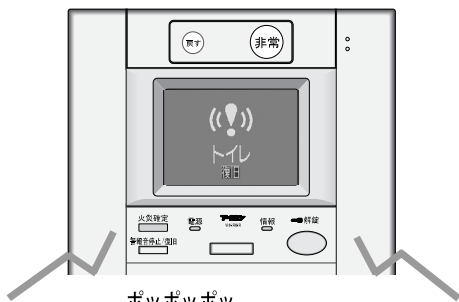 戻す
非常
トイレ
復旧
火災確定
電源
情報
解錠
警報音停止/復旧
ポッポッポッ